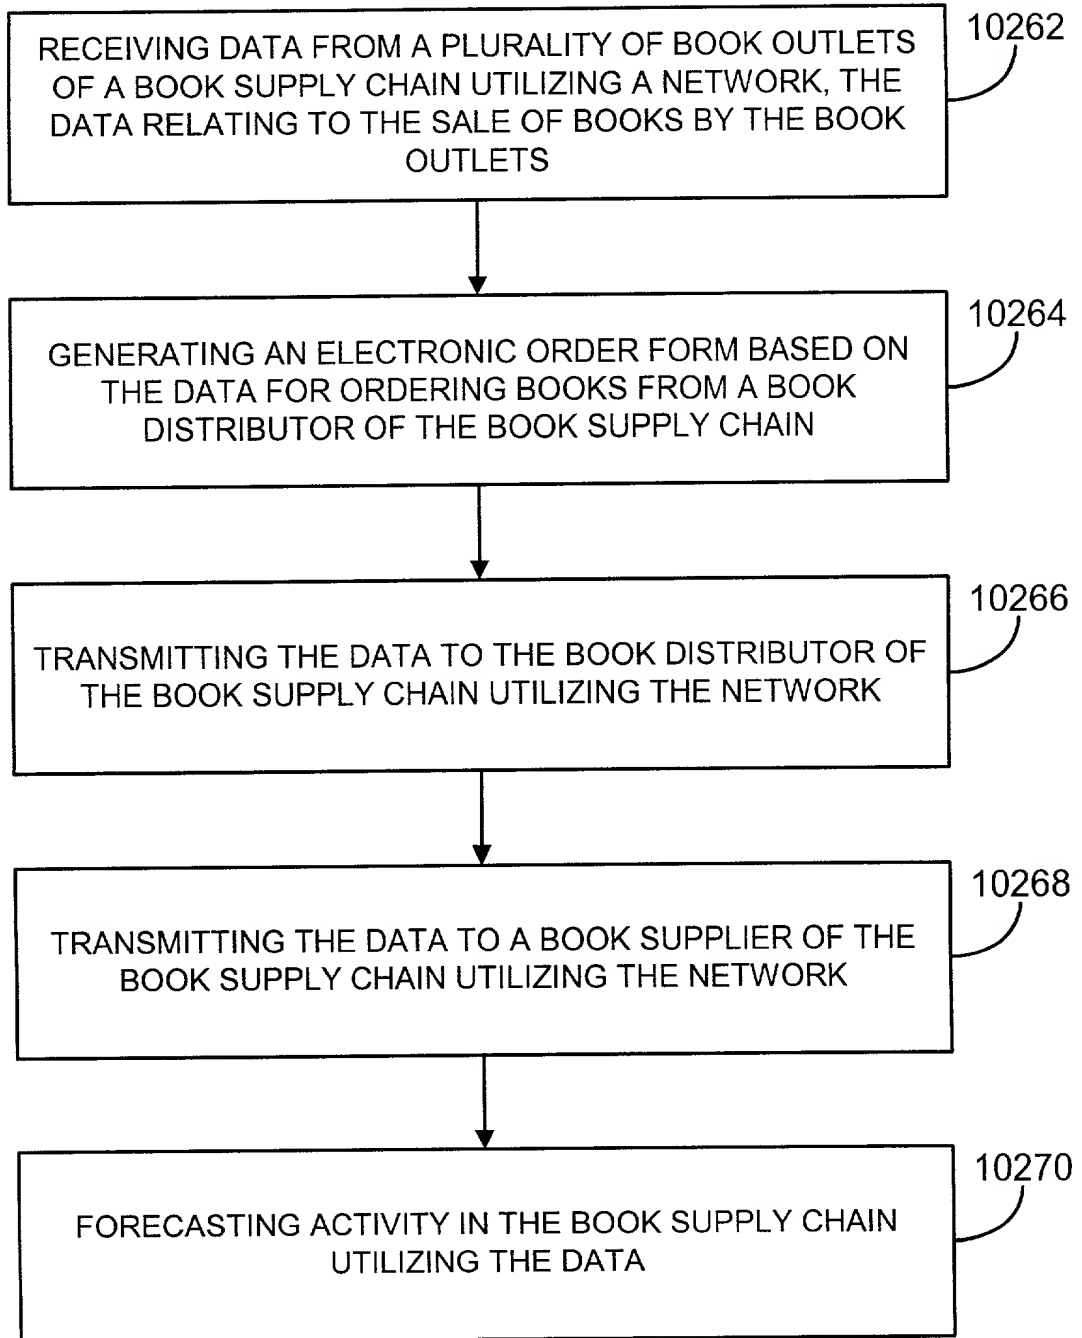 10262
RECEIVING DATA FROM A PLURALITY OF BOOK OUTLETS
OF A BOOK SUPPLY CHAIN UTILIZING A NETWORK, THE
DATA RELATING TO THE SALE OF BOOKS BY THE BOOK
OUTLETS
10264
GENERATING AN ELECTRONIC ORDER FORM BASED ON
THE DATA FOR ORDERING BOOKS FROM A BOOK
DISTRIBUTOR OF THE BOOK SUPPLY CHAIN
10266
TRANSMITTING THE DATA TO THE BOOK DISTRIBUTOR OF
THE BOOK SUPPLY CHAIN UTILIZING THE NETWORK
10268
TRANSMITTING THE DATA TO A BOOK SUPPLIER OF THE
BOOK SUPPLY CHAIN UTILIZING THE NETWORK
10270
FORECASTING ACTIVITY IN THE BOOK SUPPLY CHAIN
UTILIZING THE DATA